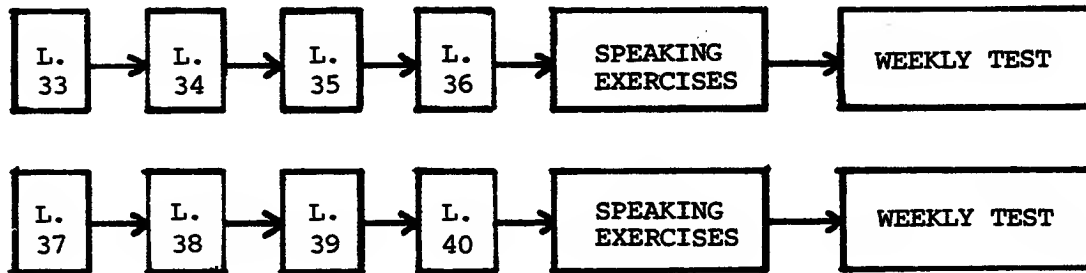 L. 33
L. 34
L. 35
L. 36
SPEAKING
EXERCISES
WEEKLY TEST
L. 37
L. 38
L. 39
L. 40
SPEAKING
EXERCISES
WEEKLY TEST